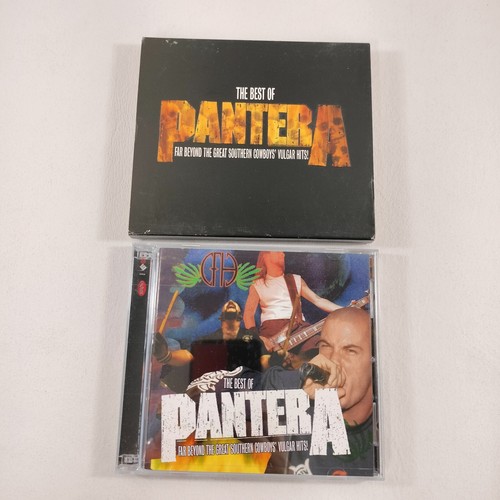 THE BEST OF
PANTERA
FAR BEYOND THE GREAT SOUTHERN COWBOYS' VULGAR HITS!
CFH
THE BEST OF
PANTERA
FAR BEYOND THE GREAT SOUTHERN COWBOYS' VULGAR HITS!